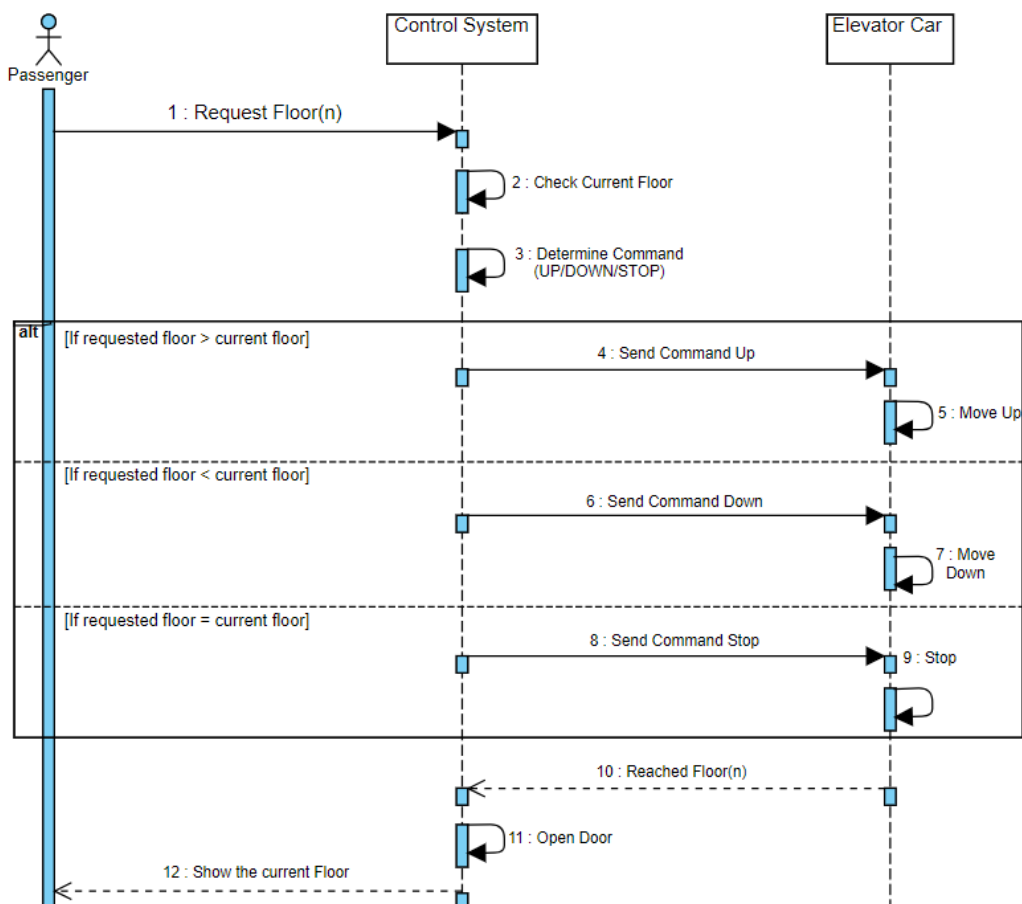 Control System
Elevator Car
Passenger
1 : Request Floor(n)
2 : Check Current Floor
3 : Determine Command
(UP/DOWN/STOP)
alt
[If requested floor > current floor]
4 : Send Command Up
5 : Move Up
[If requested floor < current floor]
6 : Send Command Down
7 : Move
Down
[If requested floor = current floor]
8 : Send Command Stop
9 : Stop
10 : Reached Floor(n)
11 : Open Door
12 : Show the current Floor